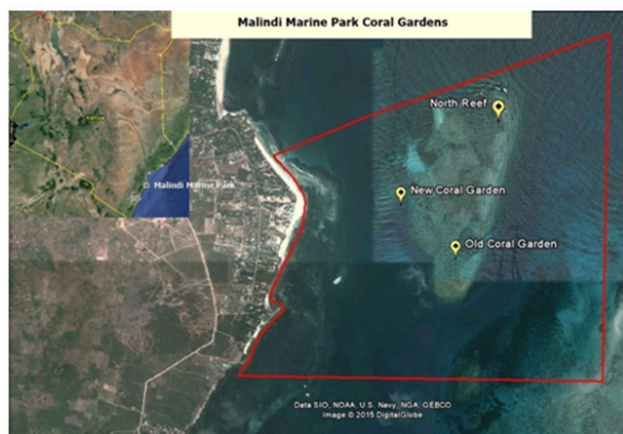 Malindi Marine Park Coral Gardens
Malindi Marine Park
North Reef
New Coral Garden
Old Coral Garden
Data SIO, NOAA, U.S. Navy, NGA, GEBCO
Image © 2015 DigitalGlobe